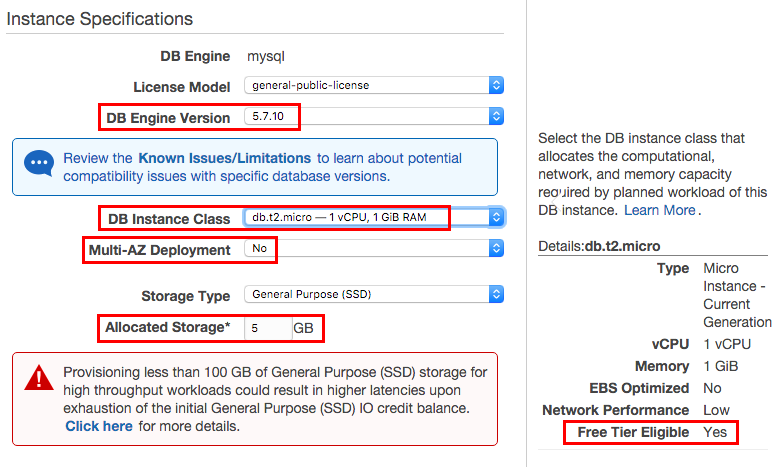 Instance Specifications
DB Engine mysql
License Model general-public-license
DB Engine Version 5.7.10
Review the Known Issues/Limitations to learn about potential
compatibility issues with specific database versions.
DB Instance Class db.t2.micro — 1 vCPU, 1 GiB RAM
Multi-AZ Deployment No
Storage Type General Purpose (SSD)
Allocated Storage* 5 GB
Provisioning less than 100 GB of General Purpose (SSD) storage for
high throughput workloads could result in higher latencies upon
exhaustion of the initial General Purpose (SSD) IO credit balance.
Click here for more details.
Select the DB instance class that
allocates the computational,
network, and memory capacity
required by planned workload of this
DB instance. Learn More.
Details:db.t2.micro
Type Micro
Instance -
Current
Generation
vCPU 1 vCPU
Memory 1 GiB
EBS Optimized No
Network Performance Low
Free Tier Eligible Yes